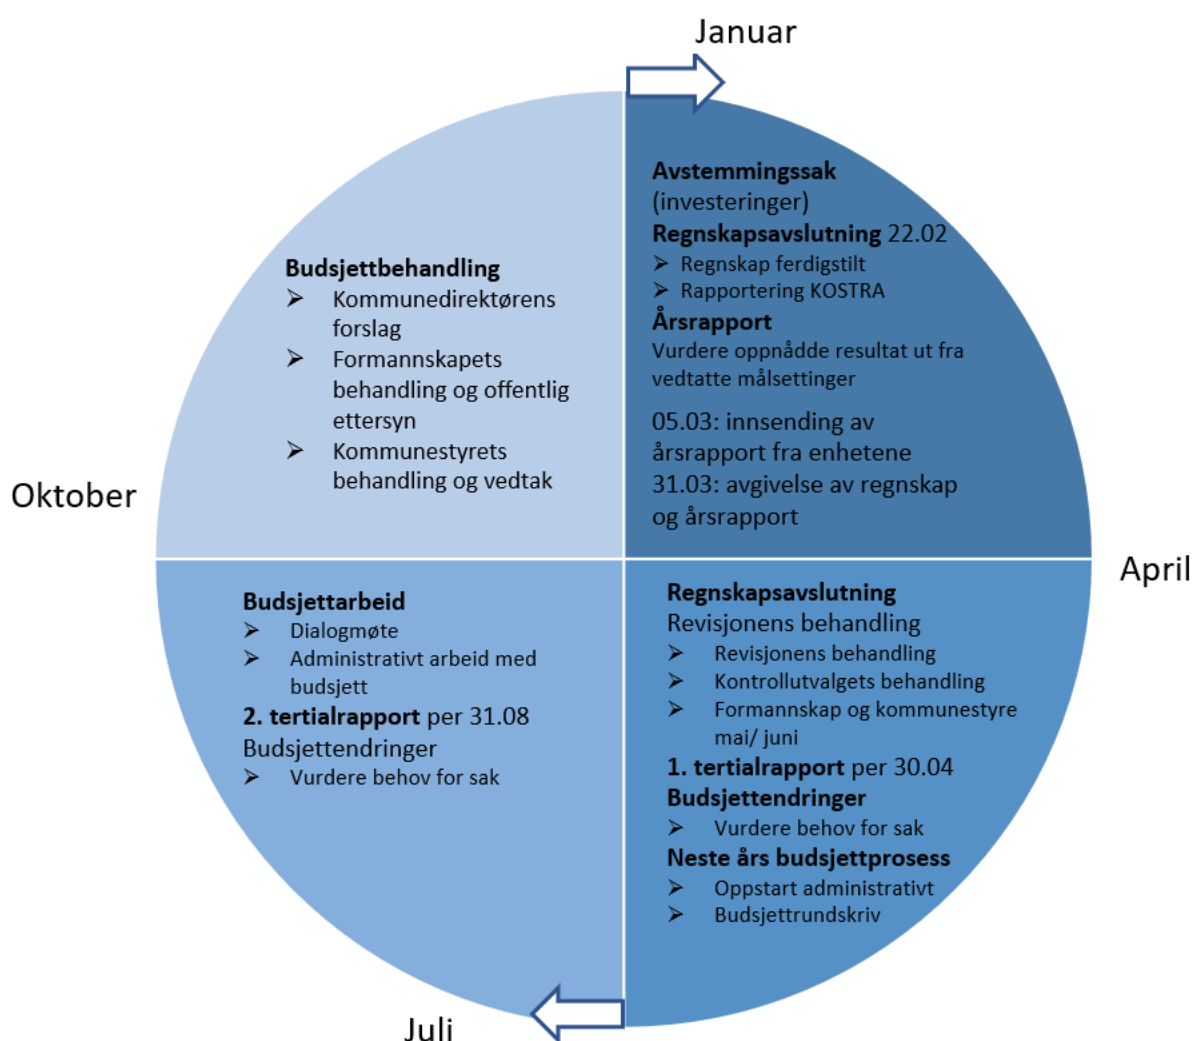 Januar
Avstemmingssak
(investeringer)
Regnskapsavslutning 22.02
➢ Regnskap ferdigstilt
➢ Rapportering KOSTRA
Årsrapport
Vurdere oppnådde resultat ut fra
vedtatte målsettinger
05.03: innsending av
årsrapport fra enhetene
31.03: avgivelse av regnskap
og årsrapport
April
Regnskapsavslutning
Revisjonens behandling
➢ Revisjonens behandling
➢ Kontrollutvalgets behandling
➢ Formannskap og kommunestyre
mai/ juni
1. tertialrapport per 30.04
Budsjettendringer
➢ Vurdere behov for sak
Neste års budsjettprosess
➢ Oppstart administrativt
➢ Budsjettrundskriv
Juli
Budsjettarbeid
➢ Dialogmøte
➢ Administrativt arbeid med
budsjett
2. tertialrapport per 31.08
Budsjettendringer
➢ Vurdere behov for sak
Oktober
Budsjettbehandling
➢ Kommunedirektørens
forslag
➢ Formannskapets
behandling og offentlig
ettersyn
➢ Kommunestyrets
behandling og vedtak